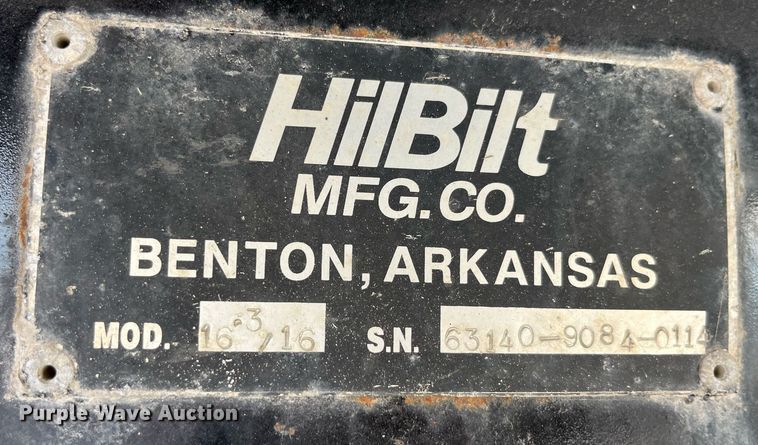 HilBilt
MFG. CO.
BENTON, ARKANSAS
MOD. 16-3/16 S.N. 63140-9084-0114
Purple Wave Auction